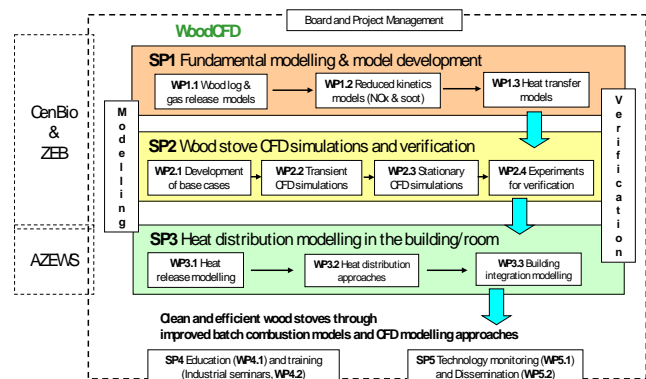 Board and Project Management
WoodCFD
SP1 Fundamental modelling & model development
WP1.1 Wood log &
gas release models
WP1.2 Reduced kinetics
models (NOx & soot)
WP1.3 Heat transfer
models
CenBio
&
ZEB
Modelling
Verification
SP2 Wood stove CFD simulations and verification
WP2.1 Development
of base cases
WP2.2 Transient
CFD simulations
WP2.3 Stationary
CFD simulations
WP2.4 Experiments
for verification
AZEWS
SP3 Heat distribution modelling in the building/room
WP3.1 Heat
release modelling
WP3.2 Heat distribution
approaches
WP3.3 Building
integration modelling
Clean and efficient wood stoves through
improved batch combustion models and CFD modelling approaches
SP4 Education (WP4.1) and training
(Industrial seminars, WP4.2)
SP5 Technology monitoring (WP5.1)
and Dissemination (WP5.2)